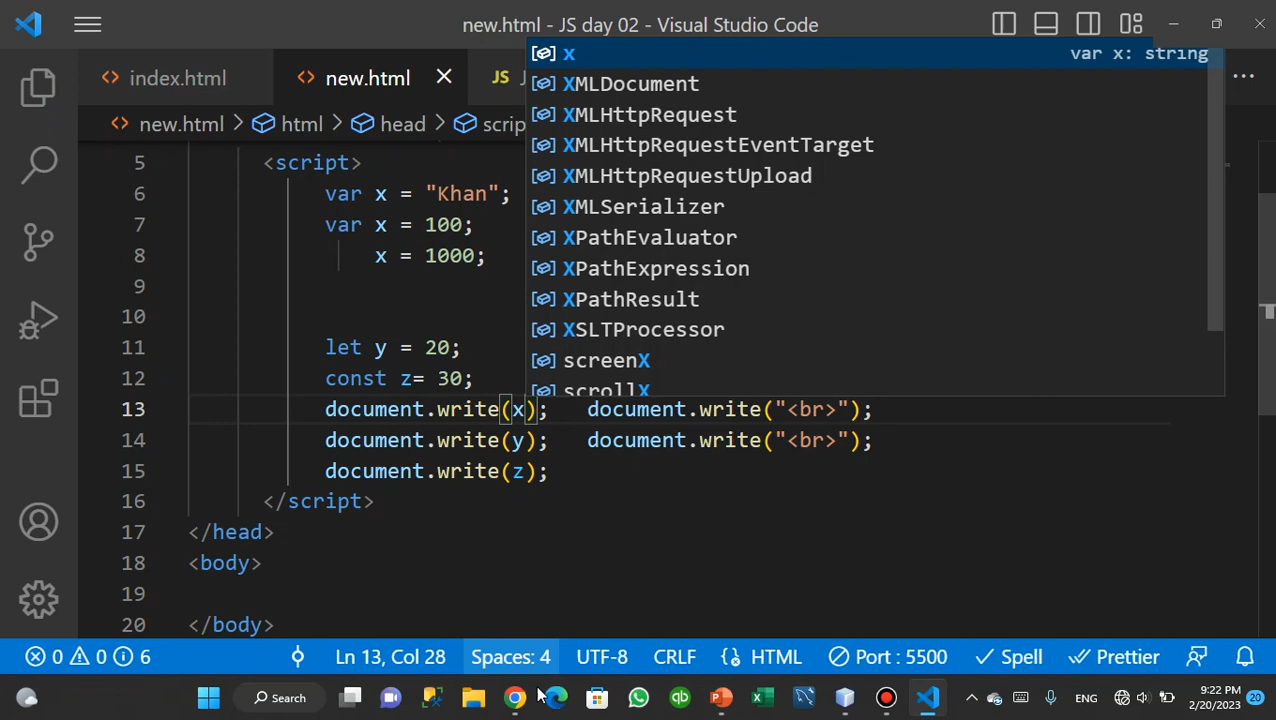 new.html - JS day 02 - Visual Studio Code
index.html
new.html
JS
new.html > html > head > scrip
x var x: string
XMLDocument
XMLHttpRequest
XMLHttpRequestEventTarget
XMLHttpRequestUpload
XMLSerializer
XPathEvaluator
XPathExpression
XPathResult
XSLTProcessor
screenX
scrollX
5 <script>
6 var x = "Khan";
7 var x = 100;
8 x = 1000;
9
10
11 let y = 20;
12 const z= 30;
13 document.write(x); document.write("<br>");
14 document.write(y); document.write("<br>");
15 document.write(z);
16 </script>
17 </head>
18 <body>
19
20 </body>
0 0 6 Ln 13, Col 28 Spaces: 4 UTF-8 CRLF {} HTML Port : 5500 Spell Prettier
Search ENG 9:22 PM
2/20/2023 20